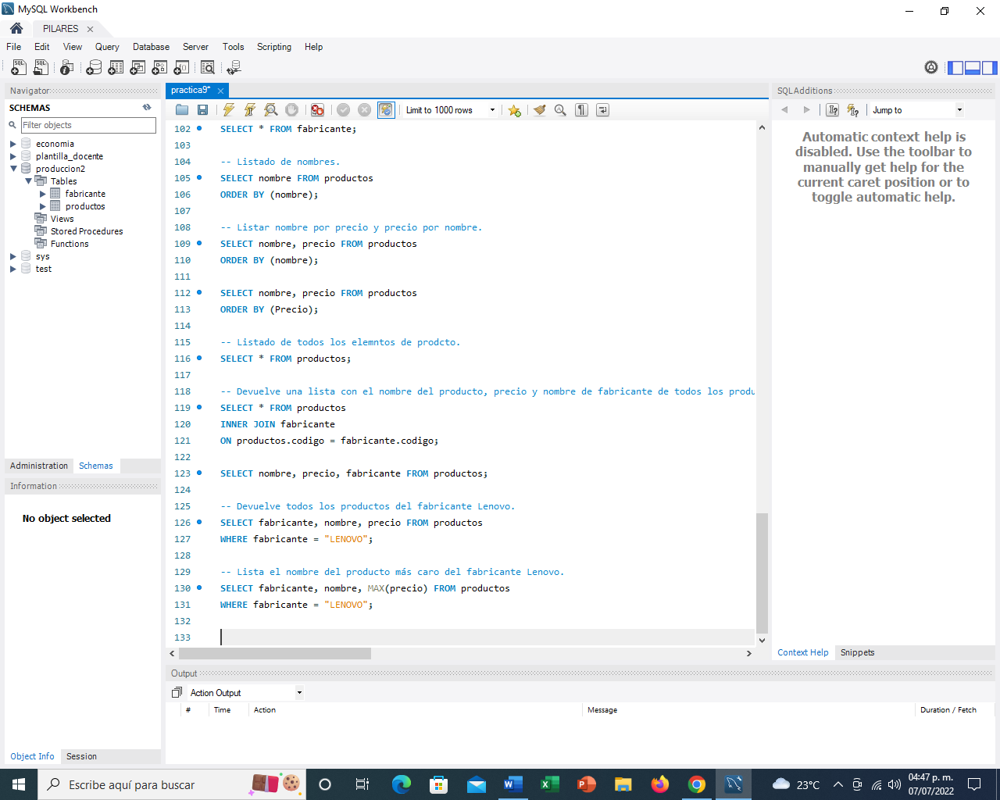 MySQL Workbench
PILARES
File Edit View Query Database Server Tools Scripting Help
Navigator
SCHEMAS
Filter objects
economia
plantilla_docente
produccion2
Tables
fabricante
productos
Views
Stored Procedures
Functions
sys
test
Administration Schemas
Information
No object selected
Object Info Session
practica9*
Limit to 1000 rows
102 SELECT * FROM fabricante;
103
104 -- Listado de nombres.
105 SELECT nombre FROM productos
106 ORDER BY (nombre);
107
108 -- Listar nombre por precio y precio por nombre.
109 SELECT nombre, precio FROM productos
110 ORDER BY (nombre);
111
112 SELECT nombre, precio FROM productos
113 ORDER BY (Precio);
114
115 -- Listado de todos los elemntos de prodcto.
116 SELECT * FROM productos;
117
118 -- Devuelve una lista con el nombre del producto, precio y nombre de fabricante de todos los produ
119 SELECT * FROM productos
120 INNER JOIN fabricante
121 ON productos.codigo = fabricante.codigo;
122
123 SELECT nombre, precio, fabricante FROM productos;
124
125 -- Devuelve todos los productos del fabricante Lenovo.
126 SELECT fabricante, nombre, precio FROM productos
127 WHERE fabricante = "LENOVO";
128
129 -- Lista el nombre del producto más caro del fabricante Lenovo.
130 SELECT fabricante, nombre, MAX(precio) FROM productos
131 WHERE fabricante = "LENOVO";
132
133
SQLAdditions
Jump to
Automatic context help is
disabled. Use the toolbar to
manually get help for the
current caret position or to
toggle automatic help.
Context Help Snippets
Output
Action Output
# Time Action Message Duration / Fetch
Escribe aquí para buscar
23°C
04:47 p. m.
07/07/2022